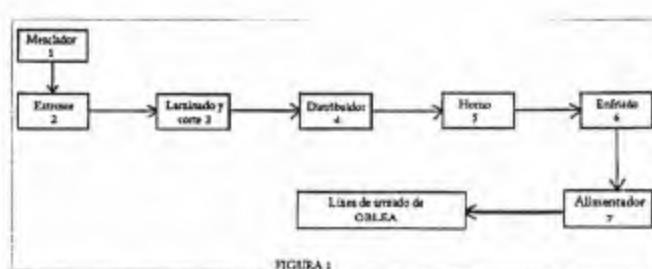 Mezclador
1
Extrusor
2
Laminado y
corte 3
Distribuidor
4
Horno
5
Enfriado
6
Alimentador
7
Línea de armado de
OBLEA
FIGURA 1